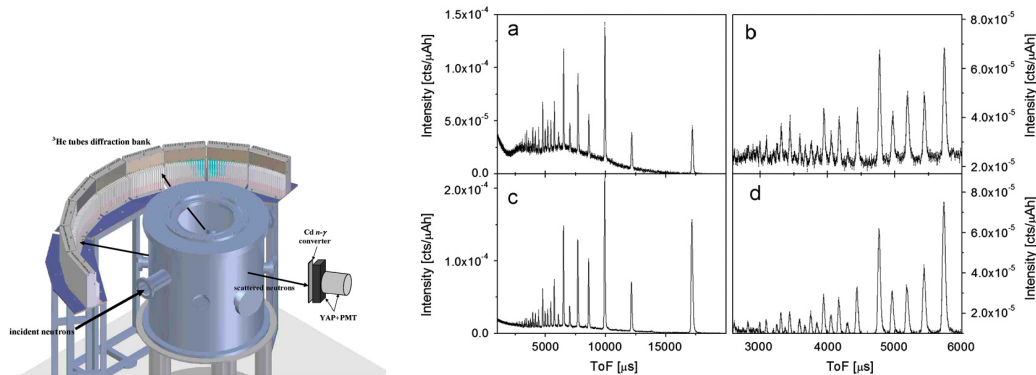 ³He tubes diffraction bank
Cd n-γ
converter
scattered neutrons
YAP+PMT
incident neutrons
a
1.5x10⁻⁴
1.0x10⁻⁴
5.0x10⁻⁵
0.0
Intensity [cts/μAh]
b
8.0x10⁻⁵
6.0x10⁻⁵
4.0x10⁻⁵
2.0x10⁻⁵
Intensity [cts/μAh]
c
2.0x10⁻⁴
1.0x10⁻⁴
0.0
Intensity [cts/μAh]
5000 10000 15000
ToF [μs]
d
8.0x10⁻⁵
6.0x10⁻⁵
4.0x10⁻⁵
2.0x10⁻⁵
Intensity [cts/μAh]
3000 4000 5000 6000
ToF [μs]